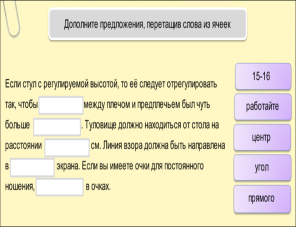 Дополните предложения, перетащив слова из ячеек
Если стул с регулируемой высотой, то её следует отрегулировать
так, чтобы между плечом и предплечьем был чуть
больше . Туловище должно находиться от стола на
расстоянии см. Линия взора должна быть направлена
в экрана. Если вы имеете очки для постоянного
ношения, в очках.
15-16
работайте
центр
угол
прямого